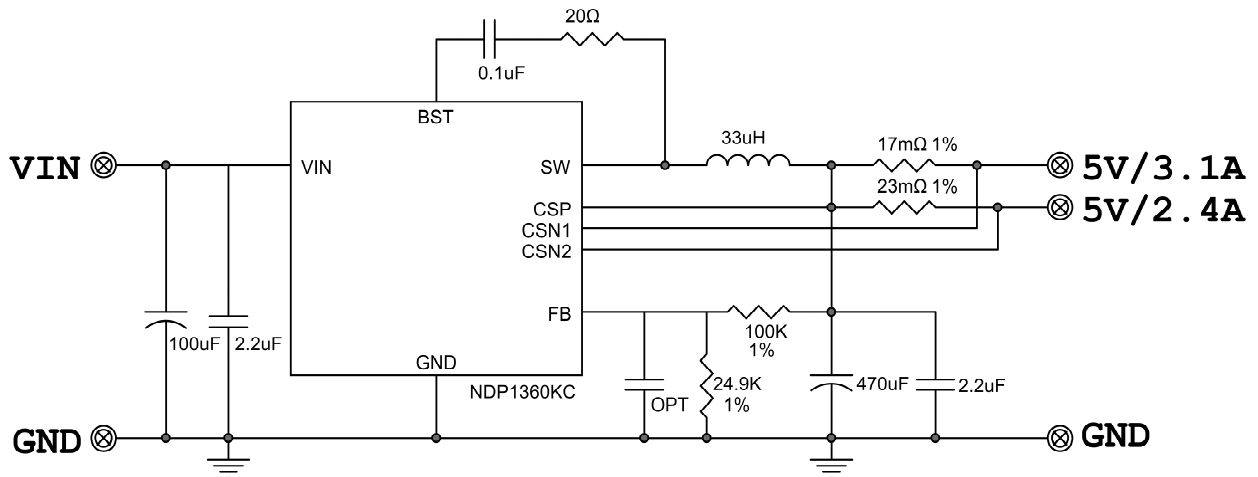 20Ω
0.1uF
BST
33uH
17mΩ 1%
VIN
VIN
SW
5V/3.1A
23mΩ 1%
CSP
5V/2.4A
CSN1
CSN2
FB
100K
1%
100uF
2.2uF
GND
NDP1360KC
OPT
24.9K
1%
470uF
2.2uF
GND
GND